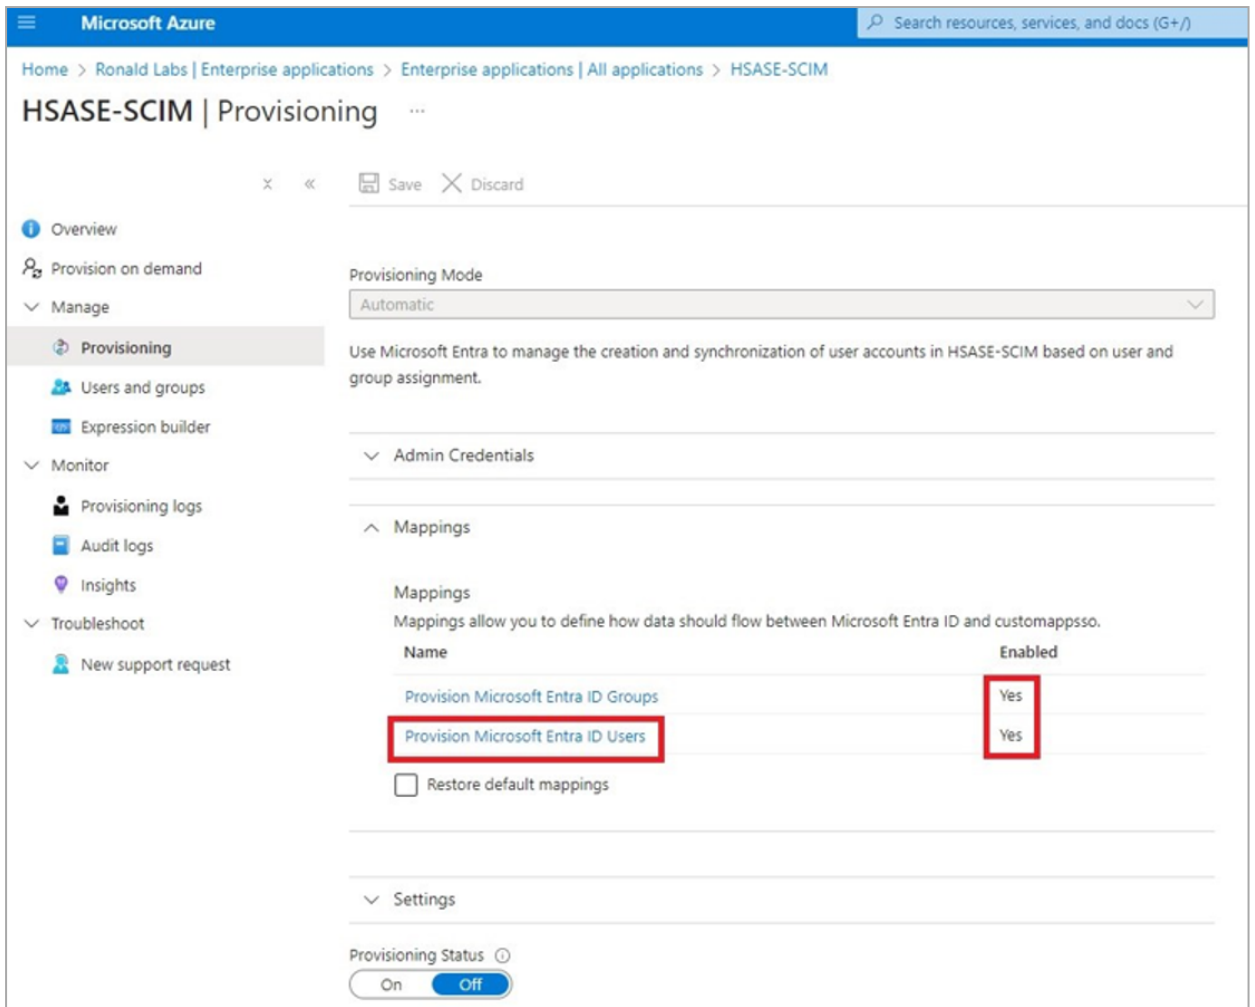 Microsoft Azure
Search resources, services, and docs (G+/)
Home > Ronald Labs | Enterprise applications > Enterprise applications | All applications > HSASE-SCIM
HSASE-SCIM | Provisioning ...
Save Discard
Overview
Provision on demand
Manage
Provisioning
Users and groups
Expression builder
Monitor
Provisioning logs
Audit logs
Insights
Troubleshoot
New support request
Provisioning Mode
Automatic
Use Microsoft Entra to manage the creation and synchronization of user accounts in HSASE-SCIM based on user and
group assignment.
Admin Credentials
Mappings
Mappings
Mappings allow you to define how data should flow between Microsoft Entra ID and customappsso.
Name Enabled
Provision Microsoft Entra ID Groups Yes
Provision Microsoft Entra ID Users Yes
Restore default mappings
Settings
Provisioning Status
On Off